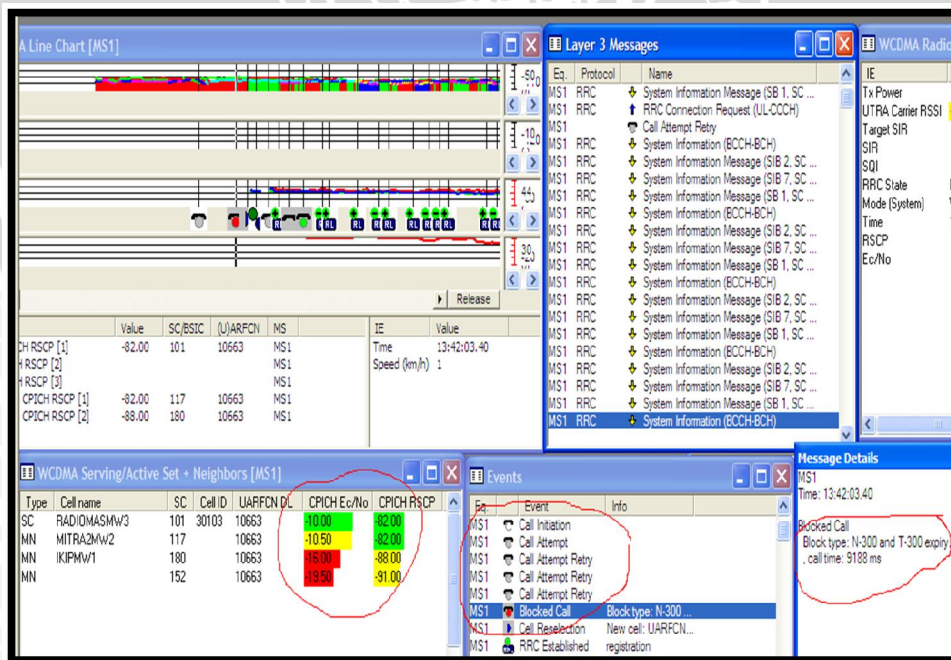 A Line Chart [MS1]
-50
-10
44
30
Release
Value SC/BSIC (U)ARFCN MS
CH RSCP [1] -82.00 101 10663 MS1
H RSCP [2] MS1
H RSCP [3] MS1
CPICH RSCP [1] -82.00 117 10663 MS1
CPICH RSCP [2] -88.00 180 10663 MS1
IE Value
Time 13:42:03.40
Speed (km/h) 1
Layer 3 Messages
Eq. Protocol Name
MS1 RRC System Information Message (SB 1, SC ...
MS1 RRC RRC Connection Request (UL-CCCH)
MS1 Call Attempt Retry
MS1 RRC System Information (BCCH-BCH)
MS1 RRC System Information Message (SIB 2, SC ...
MS1 RRC System Information Message (SIB 7, SC ...
MS1 RRC System Information Message (SB 1, SC ...
MS1 RRC System Information (BCCH-BCH)
MS1 RRC System Information Message (SIB 2, SC ...
MS1 RRC System Information Message (SIB 7, SC ...
MS1 RRC System Information Message (SB 1, SC ...
MS1 RRC System Information (BCCH-BCH)
MS1 RRC System Information Message (SIB 2, SC ...
MS1 RRC System Information Message (SIB 7, SC ...
MS1 RRC System Information Message (SB 1, SC ...
MS1 RRC System Information (BCCH-BCH)
MS1 RRC System Information Message (SIB 2, SC ...
MS1 RRC System Information Message (SIB 7, SC ...
MS1 RRC System Information Message (SB 1, SC ...
MS1 RRC System Information (BCCH-BCH)
WCDMA Radio
IE
Tx Power
UTRA Carrier RSSI
Target SIR
SIR
SQI
RRC State
Mode (System)
Time
RSCP
Ec/No
WCDMA Serving/Active Set + Neighbors [MS1]
Type Cell name SC Cell ID UARFCN DL CPICH Ec/No CPICH RSCP
SC RADIOMASMW3 101 30103 10663 -10.00 -82.00
MN MITRA2MW2 117 10663 -10.50 -82.00
MN IKIPMW1 180 10663 -16.00 -88.00
MN 152 10663 -19.50 -91.00
Events
Eq. Event Info
MS1 Call Initiation
MS1 Call Attempt
MS1 Call Attempt Retry
MS1 Call Attempt Retry
MS1 Call Attempt Retry
MS1 Blocked Call Block type: N-300 ...
MS1 Cell Reselection New cell: UARFCN...
MS1 RRC Established registration
Message Details
MS1
Time: 13:42:03.40
Blocked Call
Block type: N-300 and T-300 expiry
, call time: 9188 ms